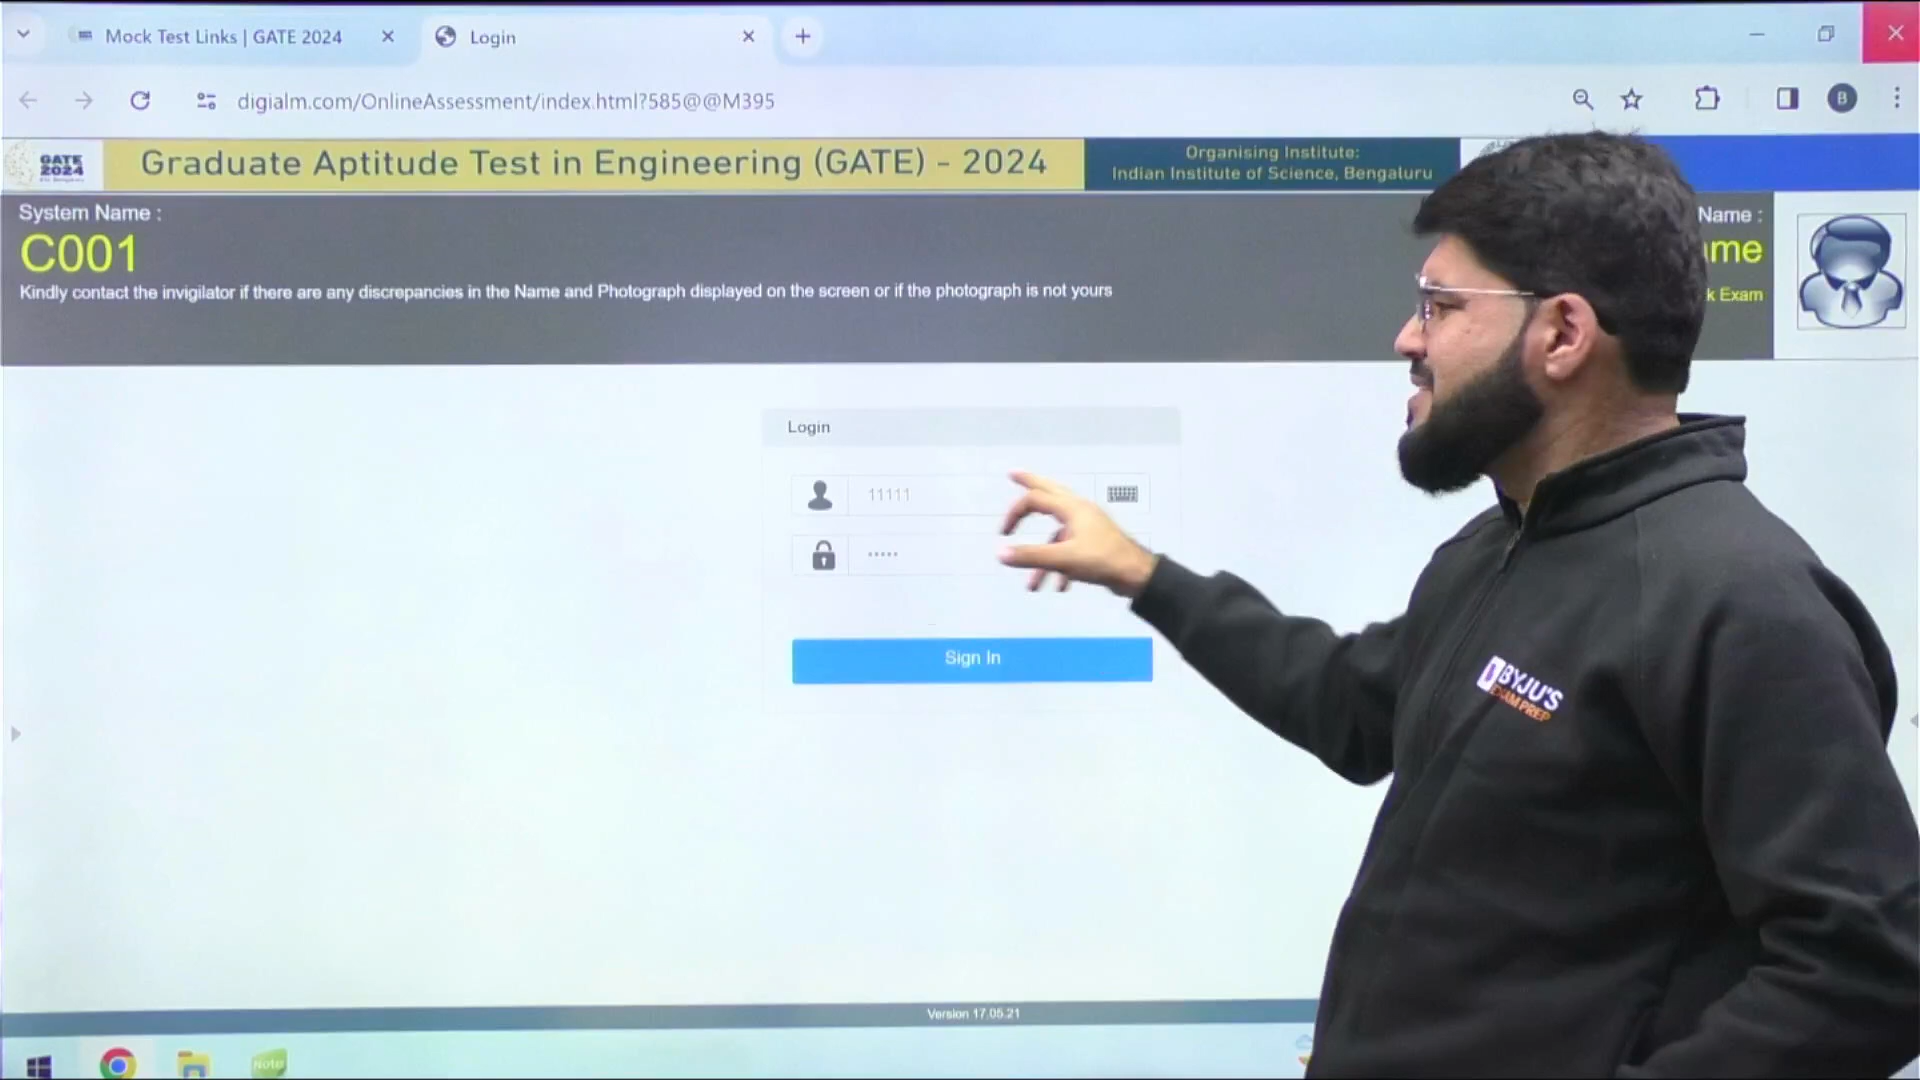 Mock Test Links | GATE 2024
Login
digialm.com/OnlineAssessment/index.html?585@@M395
B
GATE
2024
Graduate Aptitude Test in Engineering (GATE) - 2024
Organising Institute:
Indian Institute of Science, Bengaluru
System Name :
C001
Kindly contact the invigilator if there are any discrepancies in the Name and Photograph displayed on the screen or if the photograph is not yours
Name :
me
k Exam
Login
11111
•••••
Sign In
BYJU'S
EXAM PREP
Version 17.05.21
Note